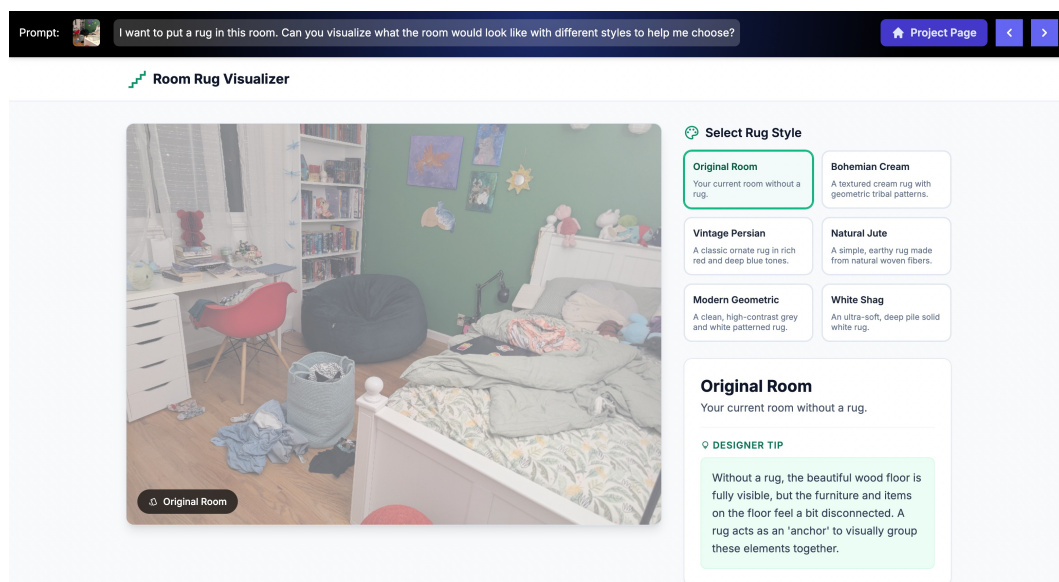 Prompt:
I want to put a rug in this room. Can you visualize what the room would look like with different styles to help me choose?
Project Page
Room Rug Visualizer
Original Room
Select Rug Style
Original Room
Your current room without a
rug.
Bohemian Cream
A textured cream rug with
geometric tribal patterns.
Vintage Persian
A classic ornate rug in rich
red and deep blue tones.
Natural Jute
A simple, earthy rug made
from natural woven fibers.
Modern Geometric
A clean, high-contrast grey
and white patterned rug.
White Shag
An ultra-soft, deep pile solid
white rug.
Original Room
Your current room without a rug.
DESIGNER TIP
Without a rug, the beautiful wood floor is
fully visible, but the furniture and items
on the floor feel a bit disconnected. A
rug acts as an 'anchor' to visually group
these elements together.